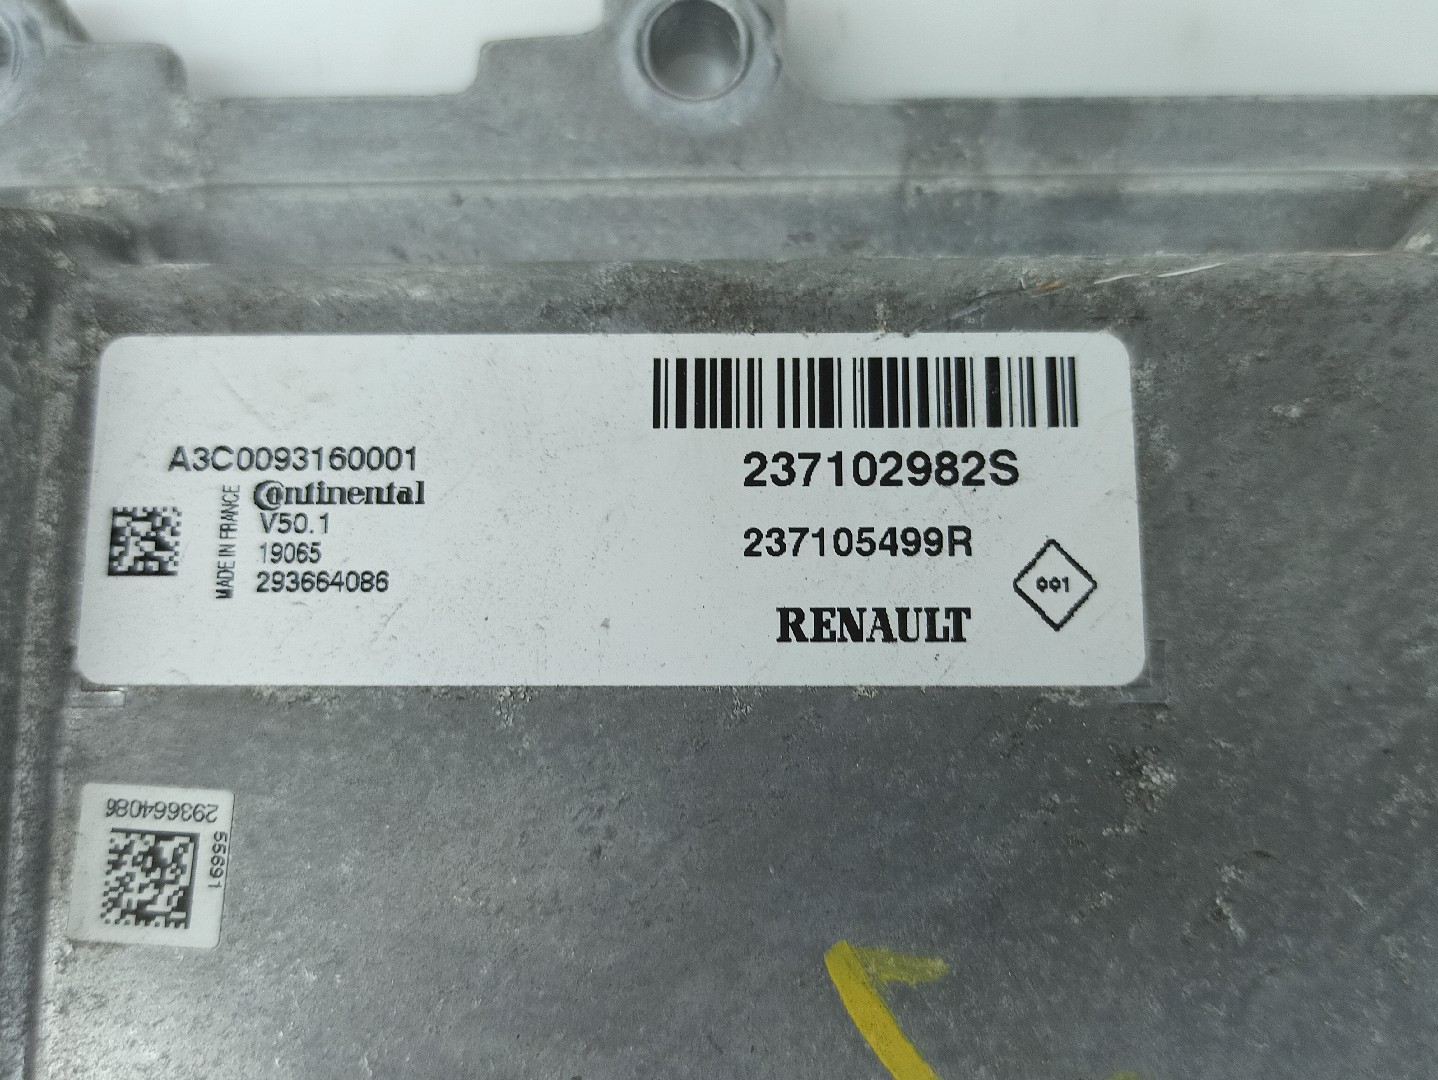 A3C0093160001
Continental
MADE IN FRANCE
V50.1
19065
293664086
237102982S
237105499R
001
RENAULT
293664086
55691